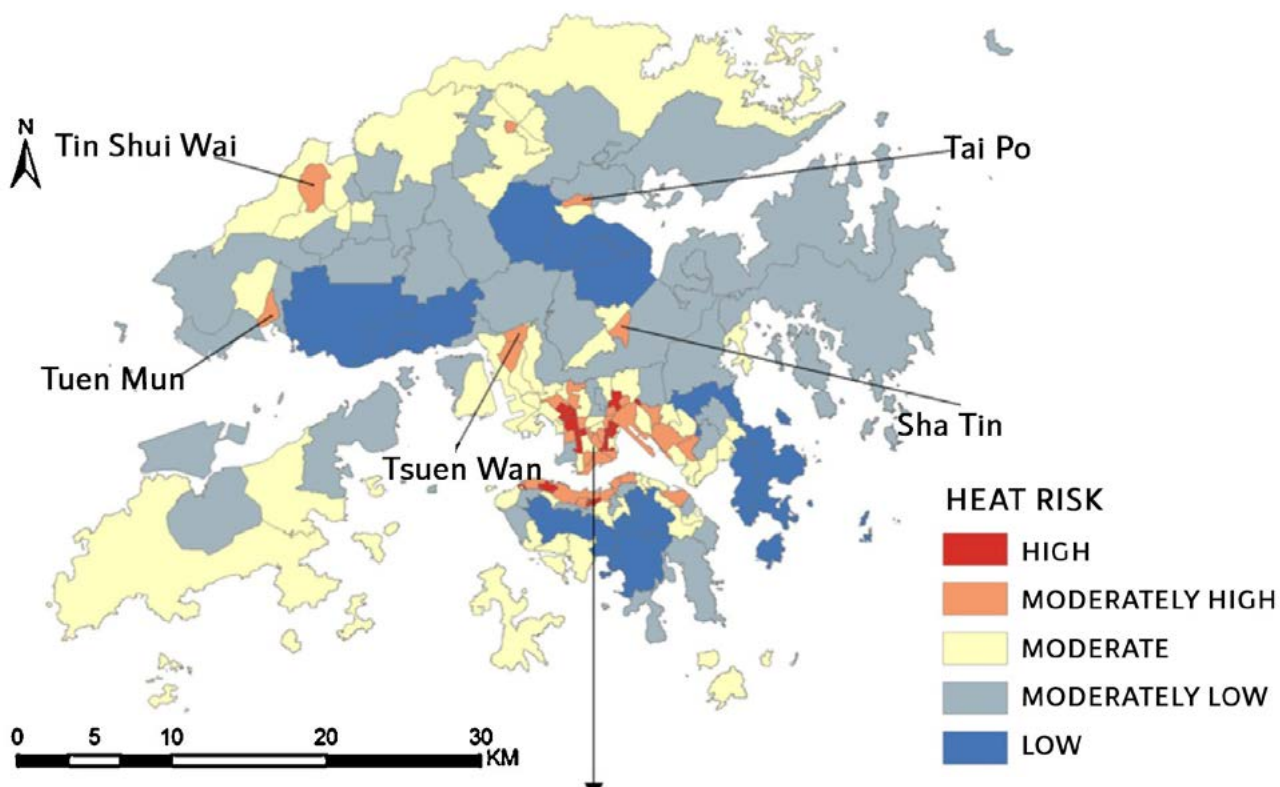 N
Tin Shui Wai
Tai Po
Tuen Mun
Sha Tin
Tsuen Wan
HEAT RISK
HIGH
MODERATELY HIGH
MODERATE
MODERATELY LOW
LOW
0 5 10 20 30
KM